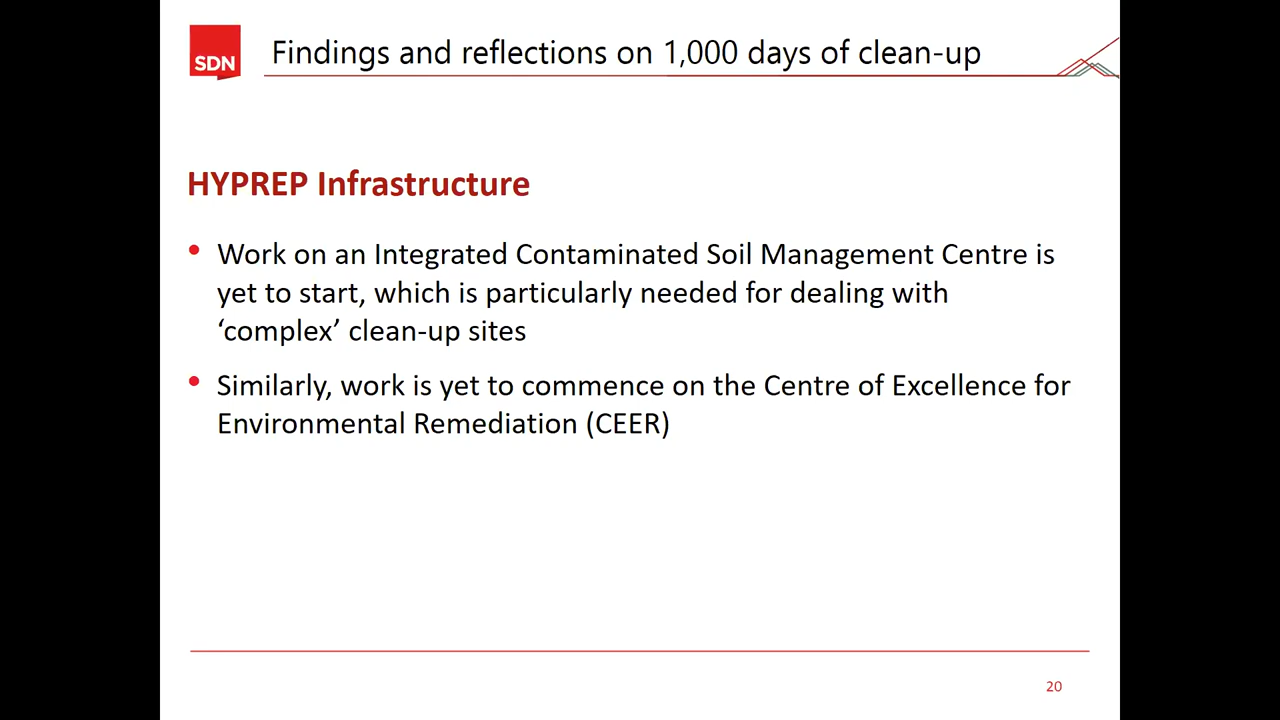 SDN
Findings and reflections on 1,000 days of clean-up
HYPREP Infrastructure
• Work on an Integrated Contaminated Soil Management Centre is
yet to start, which is particularly needed for dealing with
‘complex’ clean-up sites
• Similarly, work is yet to commence on the Centre of Excellence for
Environmental Remediation (CEER)
20